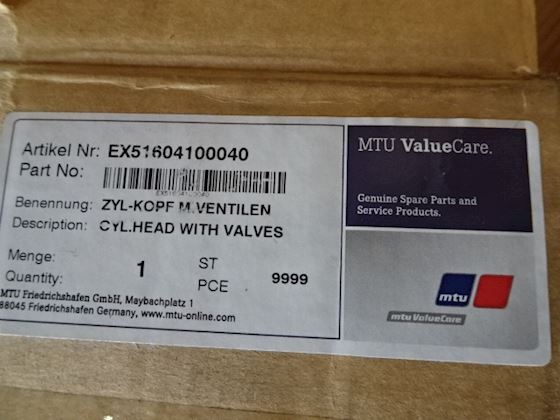 Artikel Nr: EX51604100040
Part No:
EX51604100040
Benennung: ZYL-KOPF M.VENTILEN
Description: CYL.HEAD WITH VALVES
Menge: 1 ST
Quantity: PCE 9999
MTU Friedrichshafen GmbH, Maybachplatz 1
88045 Friedrichshafen Germany, www.mtu-online.com
MTU ValueCare.
Genuine Spare Parts and
Service Products.
mtu
mtu ValueCare